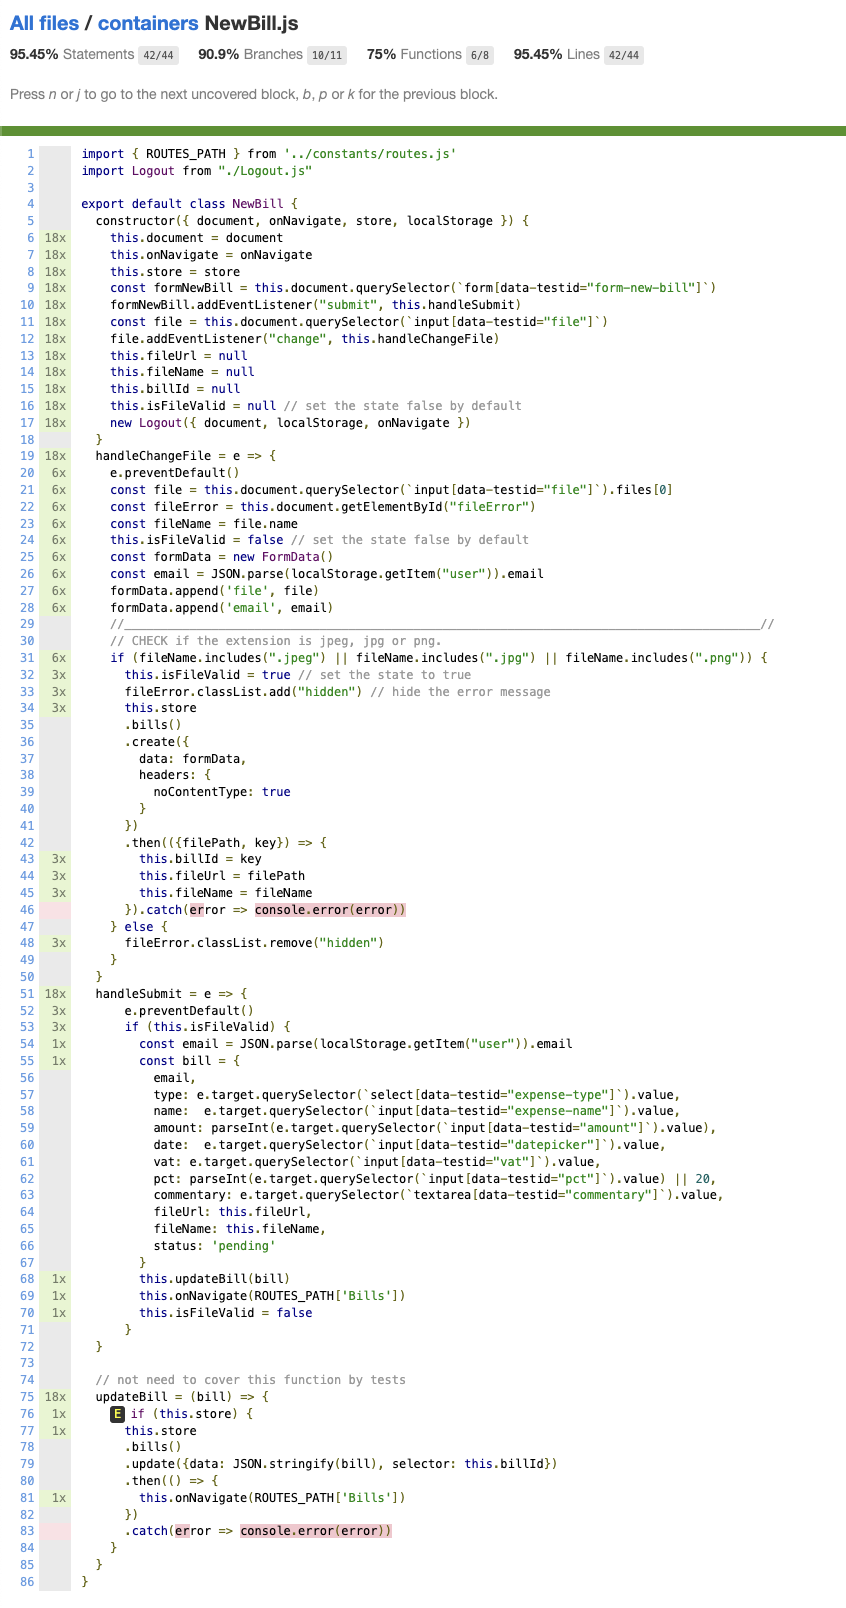 All files / containers NewBill.js
95.45% Statements 42/44 90.9% Branches 10/11 75% Functions 6/8 95.45% Lines 42/44
Press n or j to go to the next uncovered block, b, p or k for the previous block.
1 import { ROUTES_PATH } from '../constants/routes.js'
2 import Logout from "./Logout.js"
3
4 export default class NewBill {
5 constructor({ document, onNavigate, store, localStorage }) {
6 18x this.document = document
7 18x this.onNavigate = onNavigate
8 18x this.store = store
9 18x const formNewBill = this.document.querySelector(`form[data-testid="form-new-bill"]`)
10 18x formNewBill.addEventListener("submit", this.handleSubmit)
11 18x const file = this.document.querySelector(`input[data-testid="file"]`)
12 18x file.addEventListener("change", this.handleChangeFile)
13 18x this.fileUrl = null
14 18x this.fileName = null
15 18x this.billId = null
16 18x this.isFileValid = null // set the state false by default
17 18x new Logout({ document, localStorage, onNavigate })
18 }
19 18x handleChangeFile = e => {
20 6x e.preventDefault()
21 6x const file = this.document.querySelector(`input[data-testid="file"]`).files[0]
22 6x const fileError = this.document.getElementById("fileError")
23 6x const fileName = file.name
24 6x this.isFileValid = false // set the state false by default
25 6x const formData = new FormData()
26 6x const email = JSON.parse(localStorage.getItem("user")).email
27 6x formData.append('file', file)
28 6x formData.append('email', email)
29 //________________________________________________________________________________________//
30 // CHECK if the extension is jpeg, jpg or png.
31 6x if (fileName.includes(".jpeg") || fileName.includes(".jpg") || fileName.includes(".png")) {
32 3x this.isFileValid = true // set the state to true
33 3x fileError.classList.add("hidden") // hide the error message
34 3x this.store
35 .bills()
36 .create({
37 data: formData,
38 headers: {
39 noContentType: true
40 }
41 })
42 .then(({filePath, key}) => {
43 3x this.billId = key
44 3x this.fileUrl = filePath
45 3x this.fileName = fileName
46 }).catch(error => console.error(error))
47 } else {
48 3x fileError.classList.remove("hidden")
49 }
50 }
51 18x handleSubmit = e => {
52 3x e.preventDefault()
53 3x if (this.isFileValid) {
54 1x const email = JSON.parse(localStorage.getItem("user")).email
55 1x const bill = {
56 email,
57 type: e.target.querySelector(`select[data-testid="expense-type"]`).value,
58 name:  e.target.querySelector(`input[data-testid="expense-name"]`).value,
59 amount: parseInt(e.target.querySelector(`input[data-testid="amount"]`).value),
60 date:  e.target.querySelector(`input[data-testid="datepicker"]`).value,
61 vat: e.target.querySelector(`input[data-testid="vat"]`).value,
62 pct: parseInt(e.target.querySelector(`input[data-testid="pct"]`).value) || 20,
63 commentary: e.target.querySelector(`textarea[data-testid="commentary"]`).value,
64 fileUrl: this.fileUrl,
65 fileName: this.fileName,
66 status: 'pending'
67 }
68 1x this.updateBill(bill)
69 1x this.onNavigate(ROUTES_PATH['Bills'])
70 1x this.isFileValid = false
71 }
72 }
73
74 // not need to cover this function by tests
75 18x updateBill = (bill) => {
76 1x E if (this.store) {
77 1x this.store
78 .bills()
79 .update({data: JSON.stringify(bill), selector: this.billId})
80 .then(() => {
81 1x this.onNavigate(ROUTES_PATH['Bills'])
82 })
83 .catch(error => console.error(error))
84 }
85 }
86 }